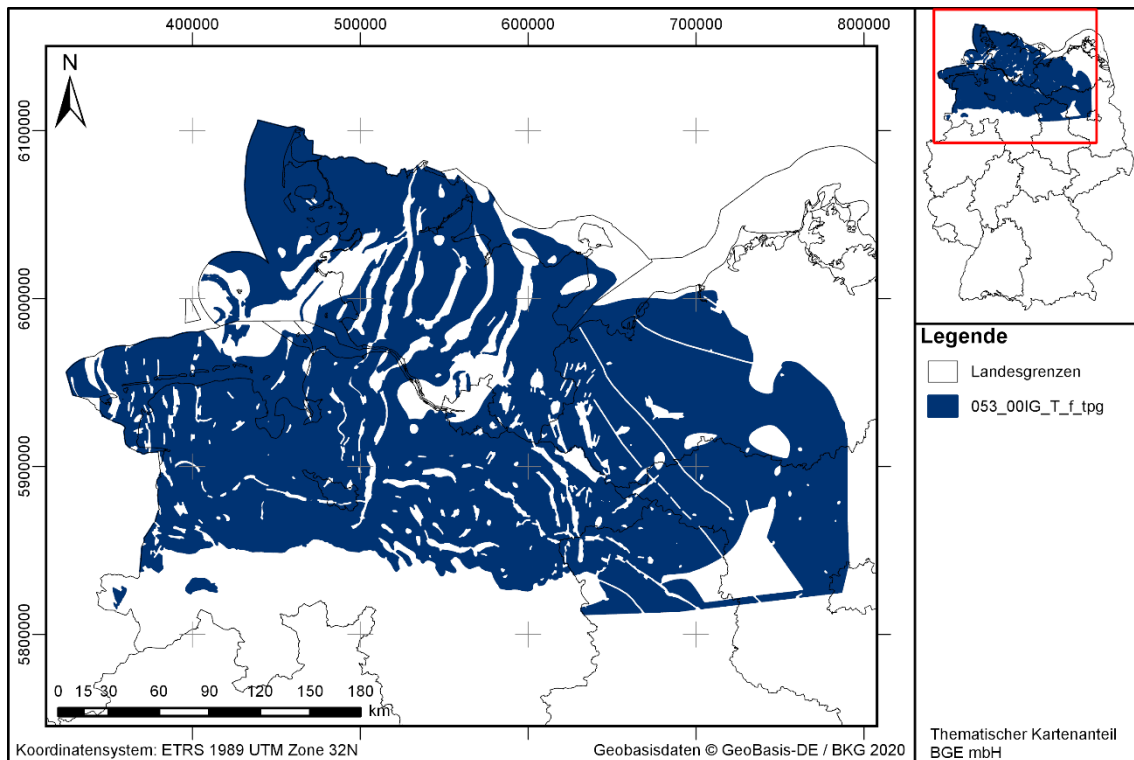 400000 500000 600000 700000 800000
N
6100000
6000000
5900000
5800000
0 15 30 60 90 120 150 180
km
Koordinatensystem: ETRS 1989 UTM Zone 32N
Geobasisdaten © GeoBasis-DE / BKG 2020
Legende
Landesgrenzen
053_00IG_T_f_tpg
Thematischer Kartenanteil
BGE mbH